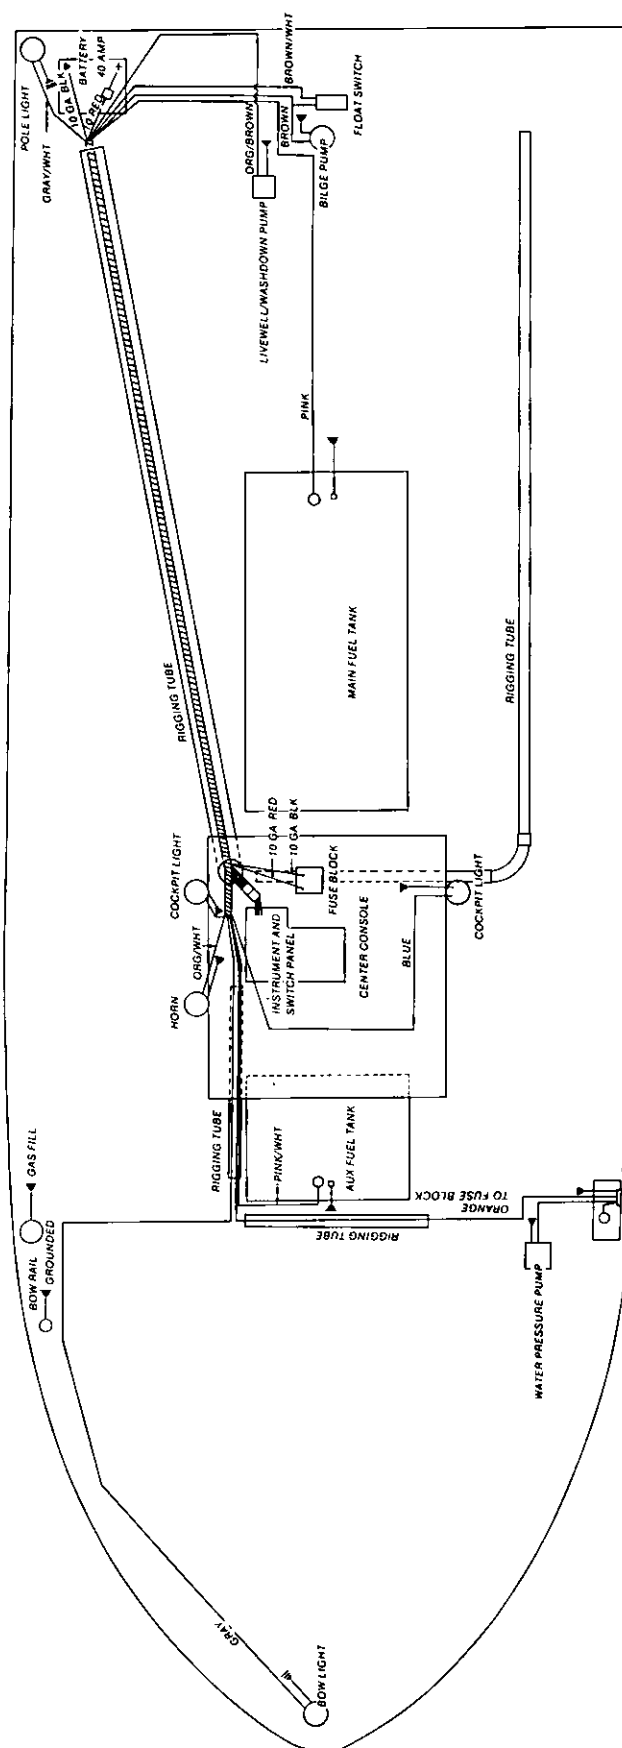 POLE LIGHT
GRAY/WHT
10 GA BLK
BATTERY
40 AMP
+
ORG/BROWN
BROWN/WHT
BROWN
FLOAT SWITCH
BILGE PUMP
LIVEWELL/WASHDOWN PUMP
PINK
RIGGING TUBE
MAIN FUEL TANK
RIGGING TUBE
COCKPIT LIGHT
10 GA RED
10 GA BLK
FUSE BLOCK
ORG/WHT
HORN
INSTRUMENT AND
SWITCH PANEL
CENTER CONSOLE
BLUE
COCKPIT LIGHT
RIGGING TUBE
PINK/WHT
AUX FUEL TANK
GAS FILL
BOW RAIL
GROUNDED
RIGGING TUBE
ORANGE
TO FUSE BLOCK
WATER PRESSURE PUMP
GRAY
BOW LIGHT